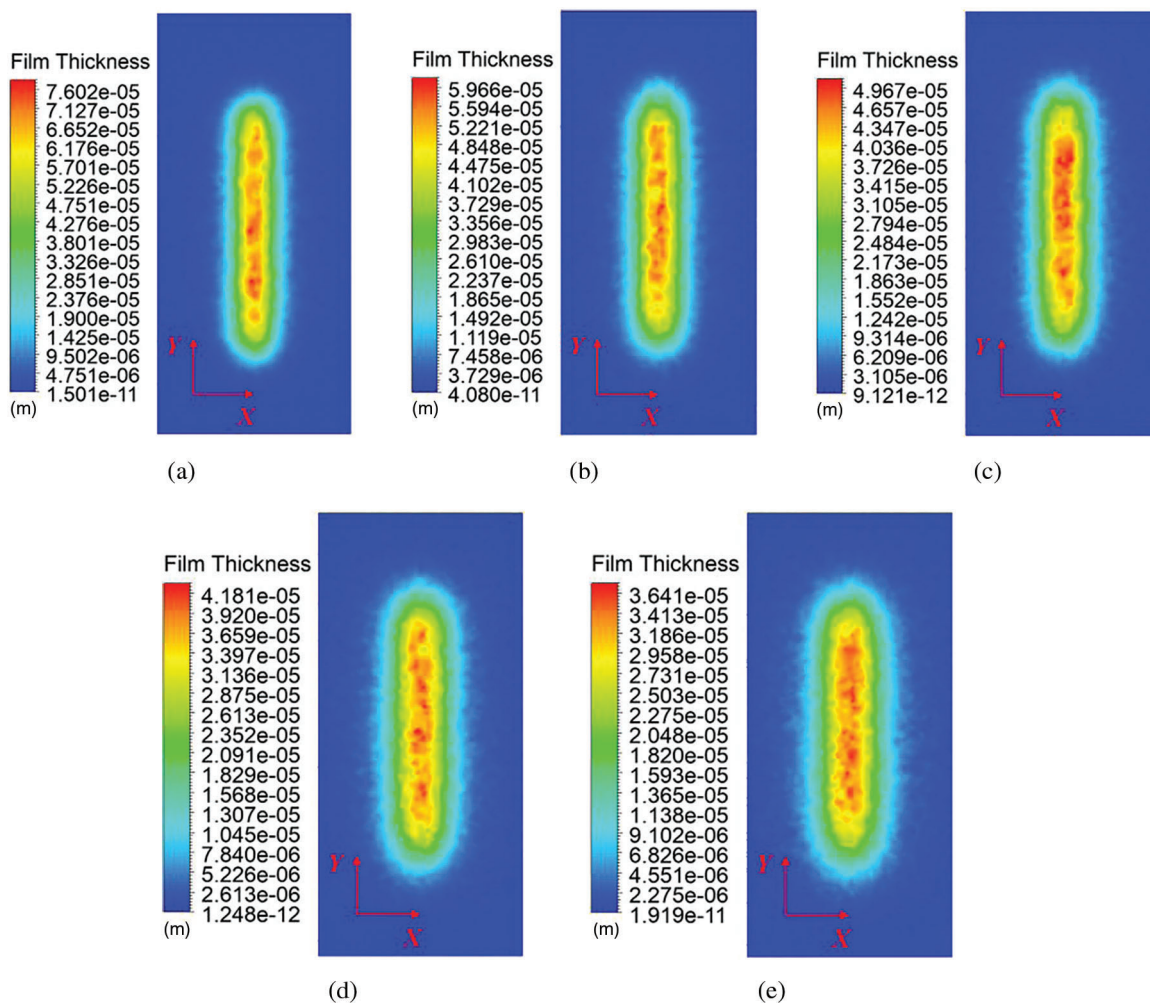 Film Thickness
7.602e-05
7.127e-05
6.652e-05
6.176e-05
5.701e-05
5.226e-05
4.751e-05
4.276e-05
3.801e-05
3.326e-05
2.851e-05
2.376e-05
1.900e-05
1.425e-05
9.502e-06
4.751e-06
1.501e-11
(m)
Y
X
(a)
Film Thickness
5.966e-05
5.594e-05
5.221e-05
4.848e-05
4.475e-05
4.102e-05
3.729e-05
3.356e-05
2.983e-05
2.610e-05
2.237e-05
1.865e-05
1.492e-05
1.119e-05
7.458e-06
3.729e-06
4.080e-11
(m)
Y
X
(b)
Film Thickness
4.967e-05
4.657e-05
4.347e-05
4.036e-05
3.726e-05
3.415e-05
3.105e-05
2.794e-05
2.484e-05
2.173e-05
1.863e-05
1.552e-05
1.242e-05
9.314e-06
6.209e-06
3.105e-06
9.121e-12
(m)
Y
X
(c)
Film Thickness
4.181e-05
3.920e-05
3.659e-05
3.397e-05
3.136e-05
2.875e-05
2.613e-05
2.352e-05
2.091e-05
1.829e-05
1.568e-05
1.307e-05
1.045e-05
7.840e-06
5.226e-06
2.613e-06
1.248e-12
(m)
Y
X
(d)
Film Thickness
3.641e-05
3.413e-05
3.186e-05
2.958e-05
2.731e-05
2.503e-05
2.275e-05
2.048e-05
1.820e-05
1.593e-05
1.365e-05
1.138e-05
9.102e-06
6.826e-06
4.551e-06
2.275e-06
1.919e-11
(m)
Y
X
(e)